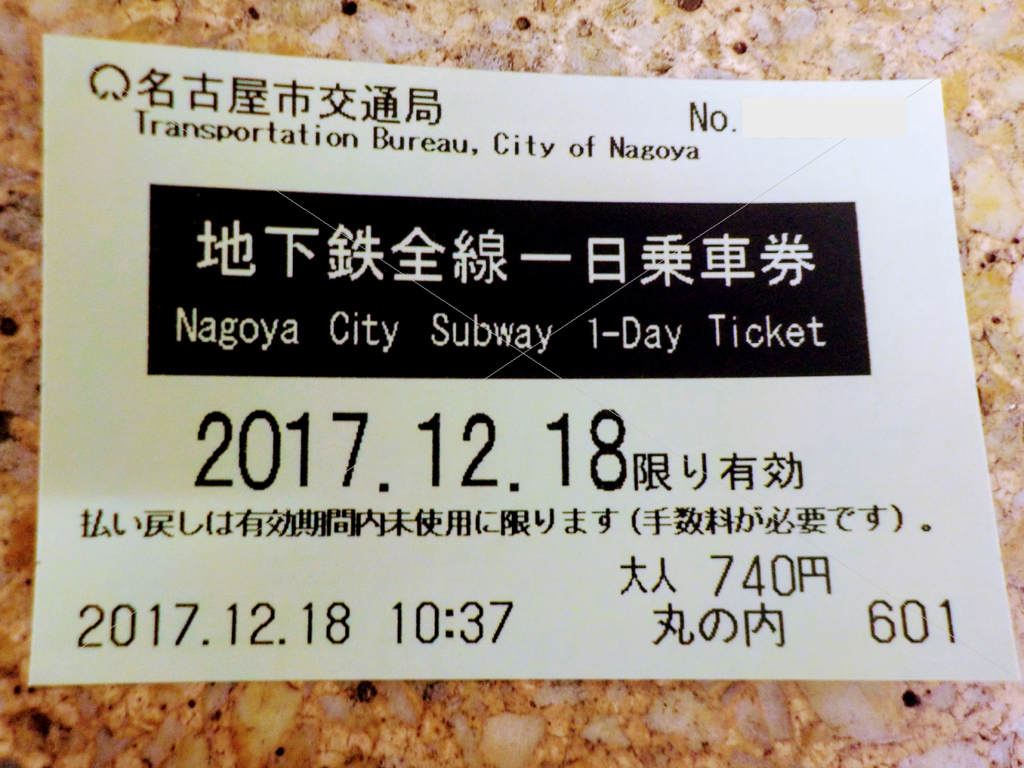 名古屋市交通局
No.
Transportation Bureau, City of Nagoya
地下鉄全線一日乗車券
Nagoya City Subway 1-Day Ticket
2017.12.18限り有効
払い戻しは有効期間内未使用に限ります(手数料が必要です)。
大人 740円
2017.12.18 10:37 丸の内 601